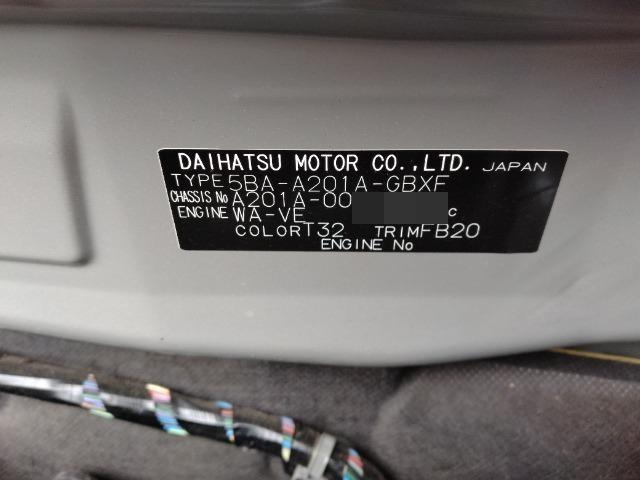 DAIHATSU MOTOR CO.,LTD. JAPAN
TYPE 5BA-A201A-GBXF
CHASSIS No A201A-00
ENGINE WA-VE c
COLOR T32 TRIM FB20
ENGINE No